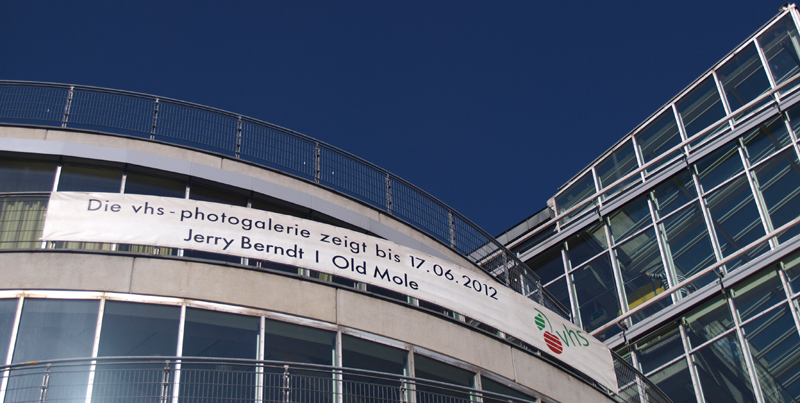 Die vhs-photogalerie zeigt bis 17.06.2012
Jerry Berndt | Old Mole
vhs